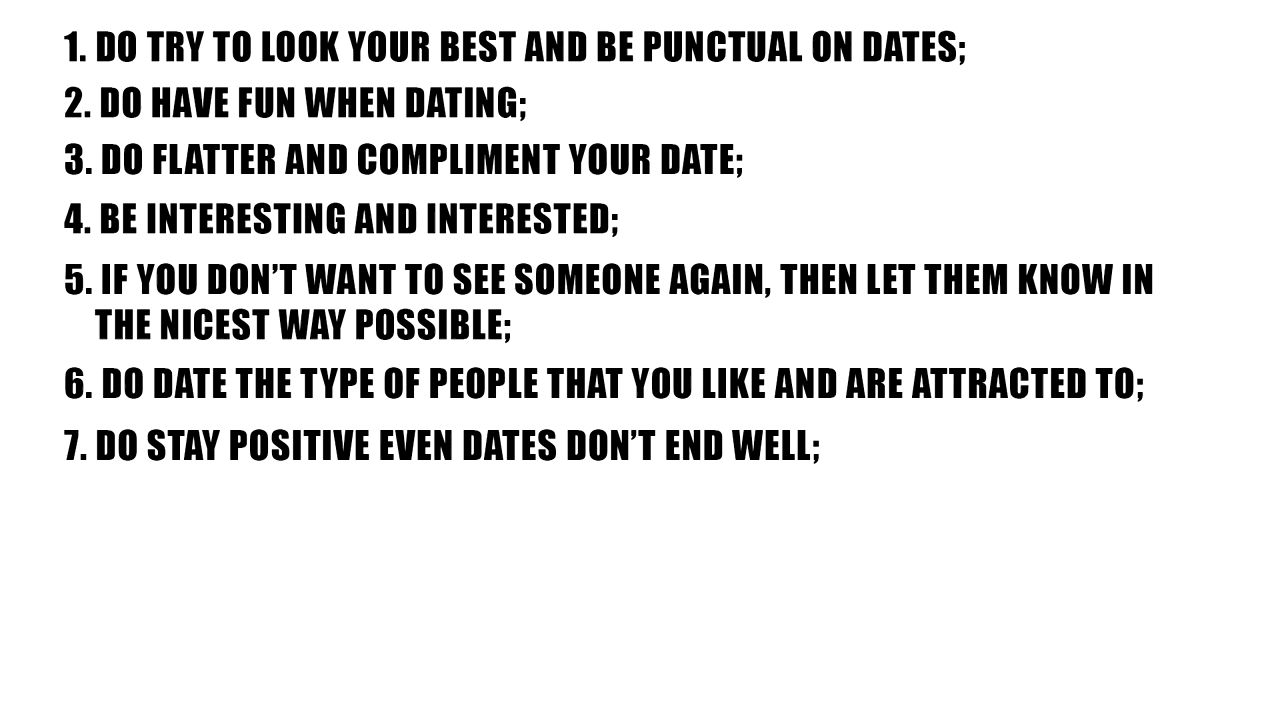 1. DO TRY TO LOOK YOUR BEST AND BE PUNCTUAL ON DATES;
2. DO HAVE FUN WHEN DATING;
3. DO FLATTER AND COMPLIMENT YOUR DATE;
4. BE INTERESTING AND INTERESTED;
5. IF YOU DON’T WANT TO SEE SOMEONE AGAIN, THEN LET THEM KNOW IN
THE NICEST WAY POSSIBLE;
6. DO DATE THE TYPE OF PEOPLE THAT YOU LIKE AND ARE ATTRACTED TO;
7. DO STAY POSITIVE EVEN DATES DON’T END WELL;